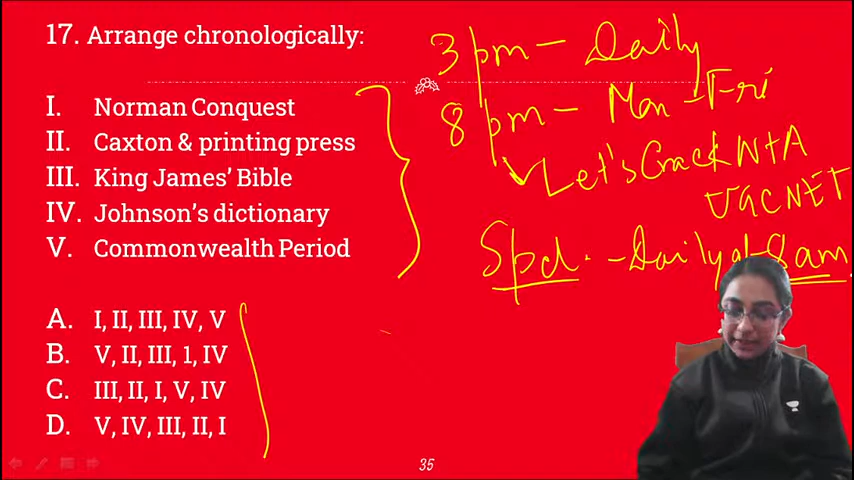 17. Arrange chronologically:
I. Norman Conquest
II. Caxton & printing press
III. King James' Bible
IV. Johnson's dictionary
V. Commonwealth Period
A. I, II, III, IV, V
B. V, II, III, 1, IV
C. III, II, I, V, IV
D. V, IV, III, II, I
3 pm - Daily
8 pm - Mon - Fri
Let's Crack NTA
UGC NET
Spcl. - Daily at 8 am
35